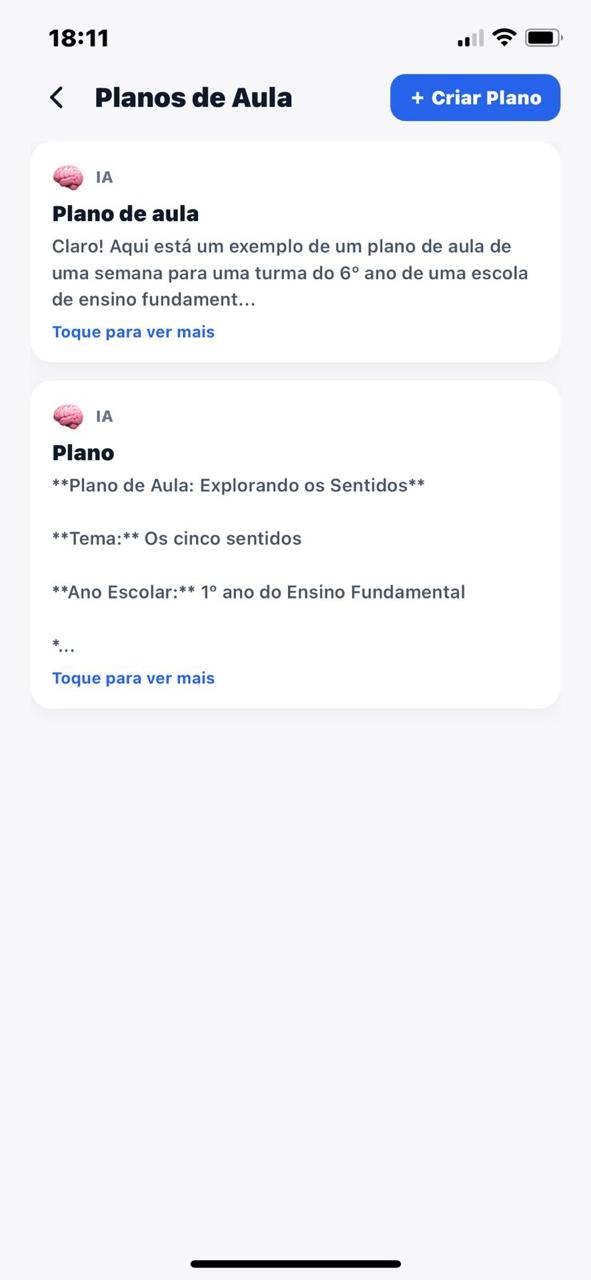 18:11
Planos de Aula
+ Criar Plano
IA
Plano de aula
Claro! Aqui está um exemplo de um plano de aula de
uma semana para uma turma do 6º ano de uma escola
de ensino fundament...
Toque para ver mais
IA
Plano
**Plano de Aula: Explorando os Sentidos**
**Tema:** Os cinco sentidos
**Ano Escolar:** 1º ano do Ensino Fundamental
*...
Toque para ver mais